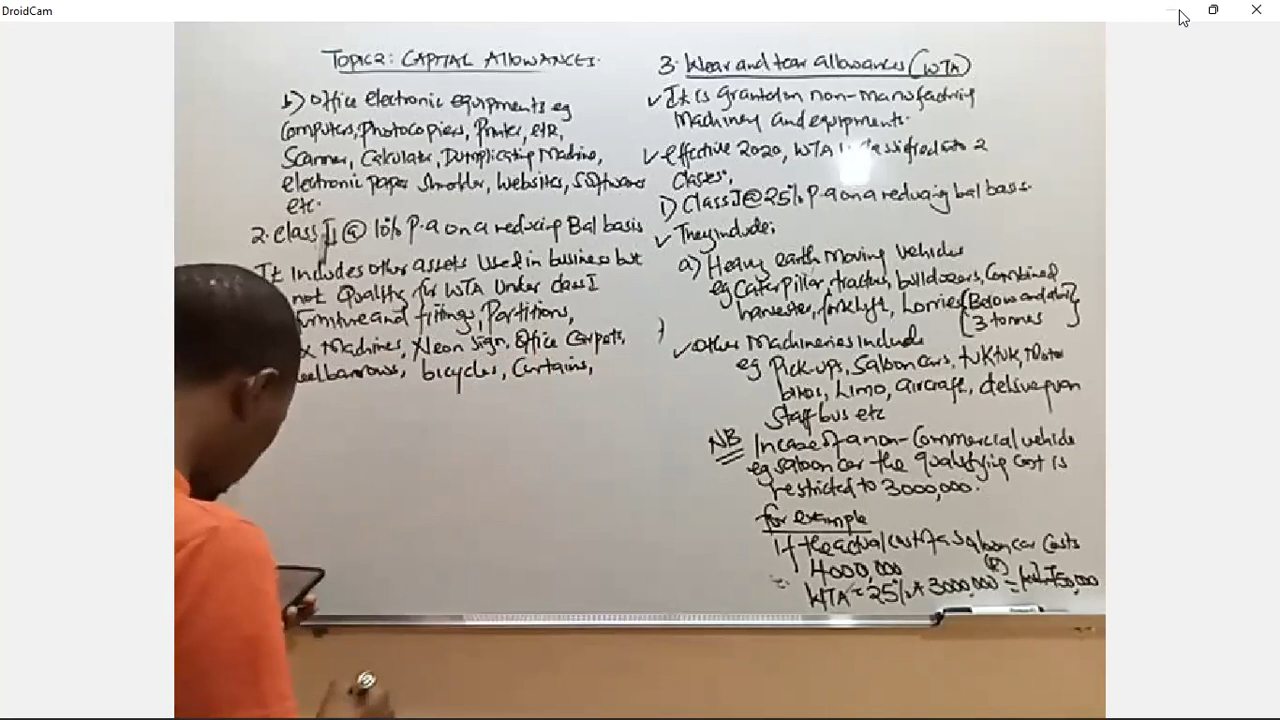 DroidCam
TOPIC 2: CAPITAL ALLOWANCES.
b) Office electronic equipments eg
Computers, Photocopiers, Printer, ETR,
Scanner, Calculator, Dutoplicating Machine,
electronic paper Shredder, Websites, Softwares
etc.
2. Class II @ 10% P.a on a reducing Bal basis
It Includes other assets Used in business but
not Qualify for WTA Under class I
and fittings, Partitions,
Machines, Neon Sign, Office Carpets,
bicycles, Curtains,
3. Wear and tear allowances (WTA)
✓ It is granted on non-manufacturing
Machinery and equipments.
✓ effective 2020, WTA is classified into 2
Classes,
1) Class I @ 25% P.a on a reducing bal basis.
✓ They include;
a) Heavy earth Moving Vehicles
eg Caterpillar, tractors, bulldozers, Combined
harvester, forklyft, Lorries {Below and above}
{3 tonnes}
✓ Other Machineries Include
eg Pick-ups, Saloon Cars, tuktuk, Motor
bikes, Limo, aircraft, delivery van
Staff bus etc
NB In case of a non-Commercial vehicle
eg saloon car the qualifying cost is
restricted to 3000,000.
for example
If the actual cost of a saloon car Costs
4000,000
WTA = 25% × 3000,000 = 750,000